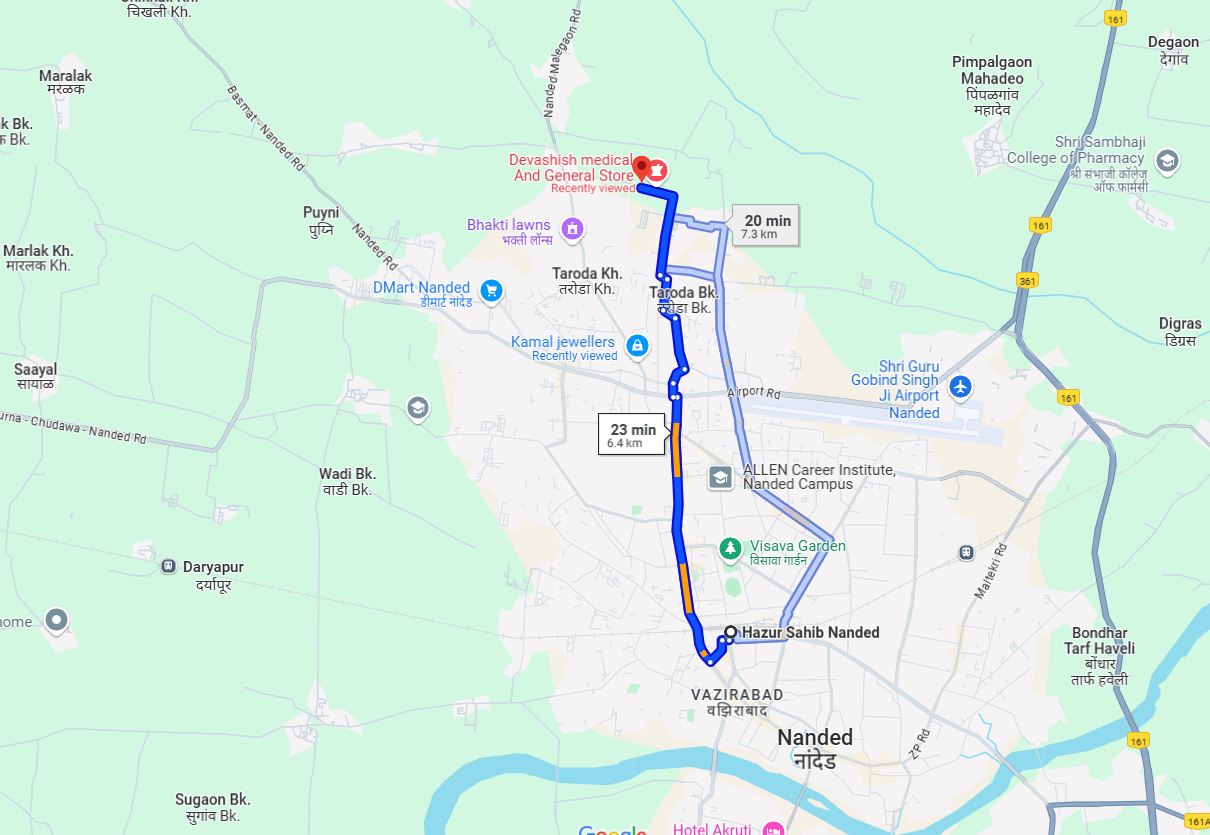 चिखली Kh.
161
Degaon
देगांव
Nanded-Malegaon Rd
Pimpalgaon
Mahadeo
पिंपळगांव
महादेव
Maralak
मरळक
Basmat - Nanded Rd
k Bk.
क Bk.
Shri Sambhaji
College of Pharmacy
श्री संभाजी कॉलेज
ऑफ फार्मसी
Devashish medical
And General Store
Recently viewed
Puyni
पुय्नि
Bhakti lawns
भक्ती लॉन्स
20 min
7.3 km
161
Marlak Kh.
मारलक Kh.
Nanded Rd
Taroda Kh.
तरोडा Kh.
361
DMart Nanded
डीमार्ट नांदेड
Taroda Bk.
तरोडा Bk.
Digras
डिग्रस
Kamal jewellers
Recently viewed
Saayal
सायाळ
Shri Guru
Gobind Singh
Ji Airport
Nanded
Airport Rd
161
urna - Chudawa - Nanded Rd
23 min
6.4 km
Wadi Bk.
वाडी Bk.
ALLEN Career Institute,
Nanded Campus
Visava Garden
विसावा गार्डन
Maltekri Rd
Daryapur
दर्यापूर
ome
Hazur Sahib Nanded
Bondhar
Tarf Haveli
बोंधार
तार्फ हवेली
VAZIRABAD
वझिराबाद
Nanded
नांदेड
ZP Rd
161
Sugaon Bk.
सुगांव Bk.
161A
Google
Hotel Akruti